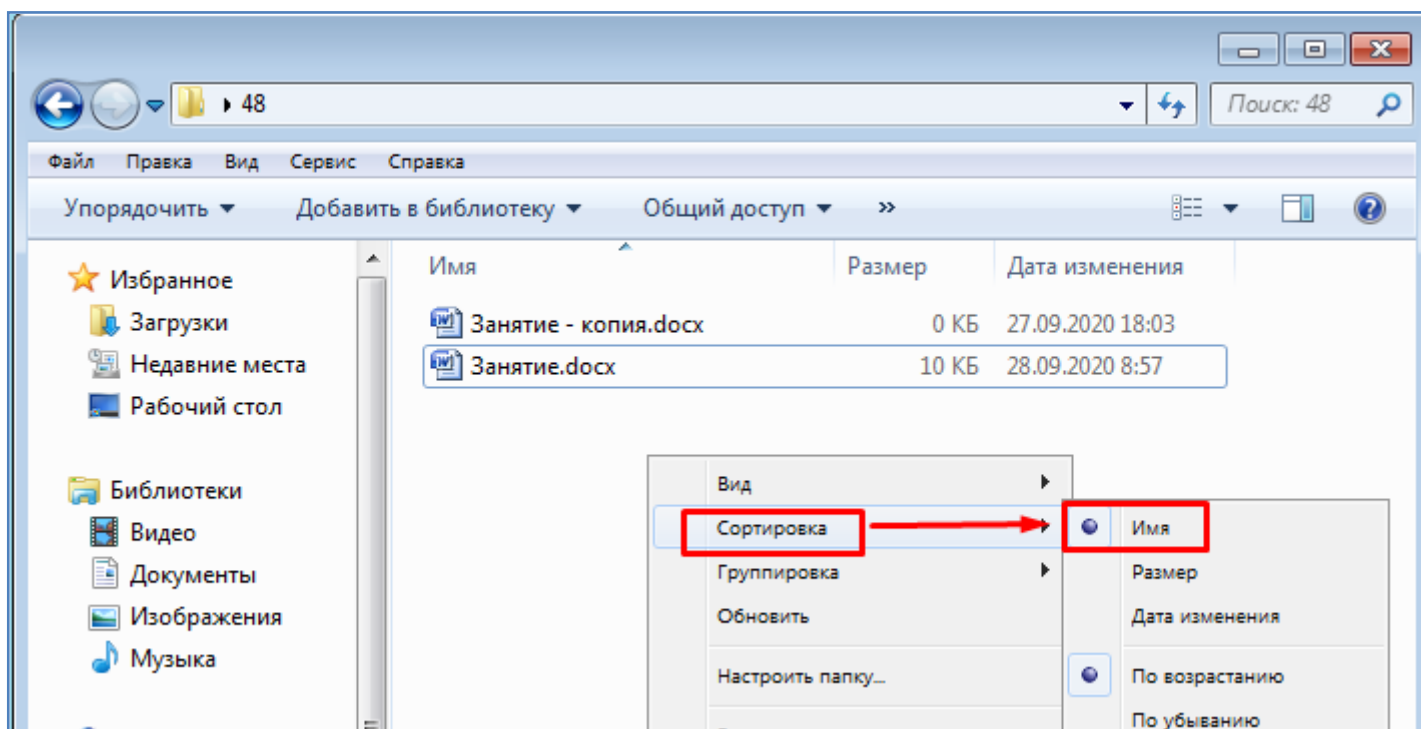 48
Поиск: 48
Файл Правка Вид Сервис Справка
Упорядочить Добавить в библиотеку Общий доступ »
Имя Размер Дата изменения
Избранное
Загрузки
Недавние места
Рабочий стол
Библиотеки
Видео
Документы
Изображения
Музыка
Занятие - копия.docx 0 КБ 27.09.2020 18:03
Занятие.docx 10 КБ 28.09.2020 8:57
Вид
Сортировка
Группировка
Обновить
Настроить папку...
Имя
Размер
Дата изменения
По возрастанию
По убыванию